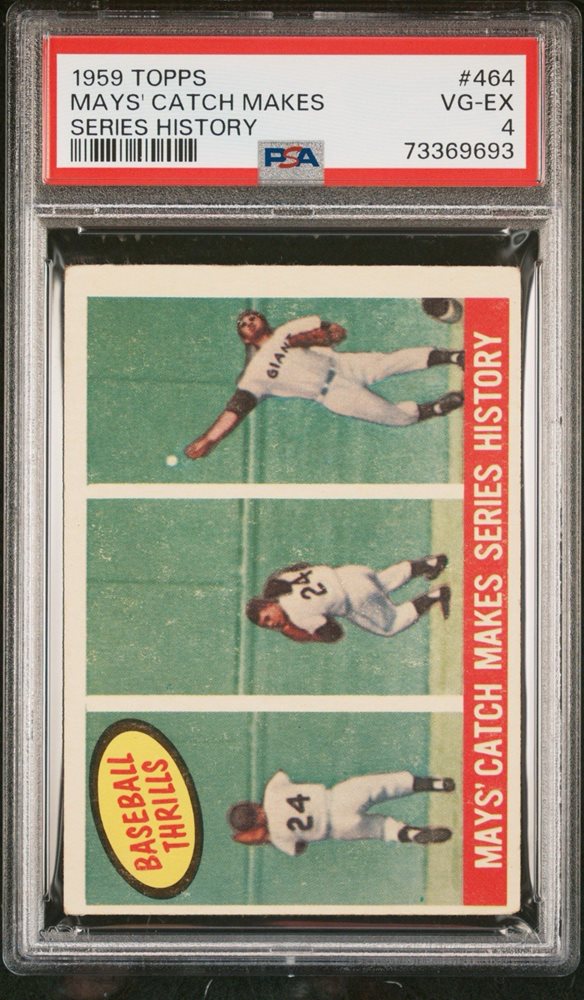 1959 TOPPS #464
MAYS' CATCH MAKES VG-EX
SERIES HISTORY 4
PSA 73369693
GIANT
24
24
BASEBALL
THRILLS
MAYS' CATCH MAKES SERIES HISTORY